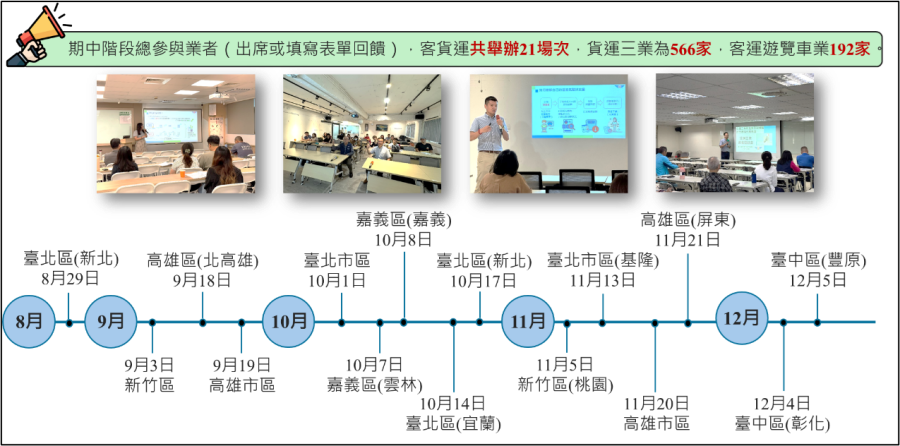 期中階段總參與業者（出席或填寫表單回饋），客貨運共舉辦21場次，貨運三業為566家，客運遊覽車業192家。
嘉義區(嘉義)
10月8日
高雄區(屏東)
11月21日
臺北區(新北)
8月29日
高雄區(北高雄)
9月18日
臺北市區
10月1日
臺北區(新北)
10月17日
臺北市區(基隆)
11月13日
臺中區(豐原)
12月5日
8月
9月
10月
11月
12月
9月3日
新竹區
9月19日
高雄市區
10月7日
嘉義區(雲林)
11月5日
新竹區(桃園)
10月14日
臺北區(宜蘭)
11月20日
高雄市區
12月4日
臺中區(彰化)